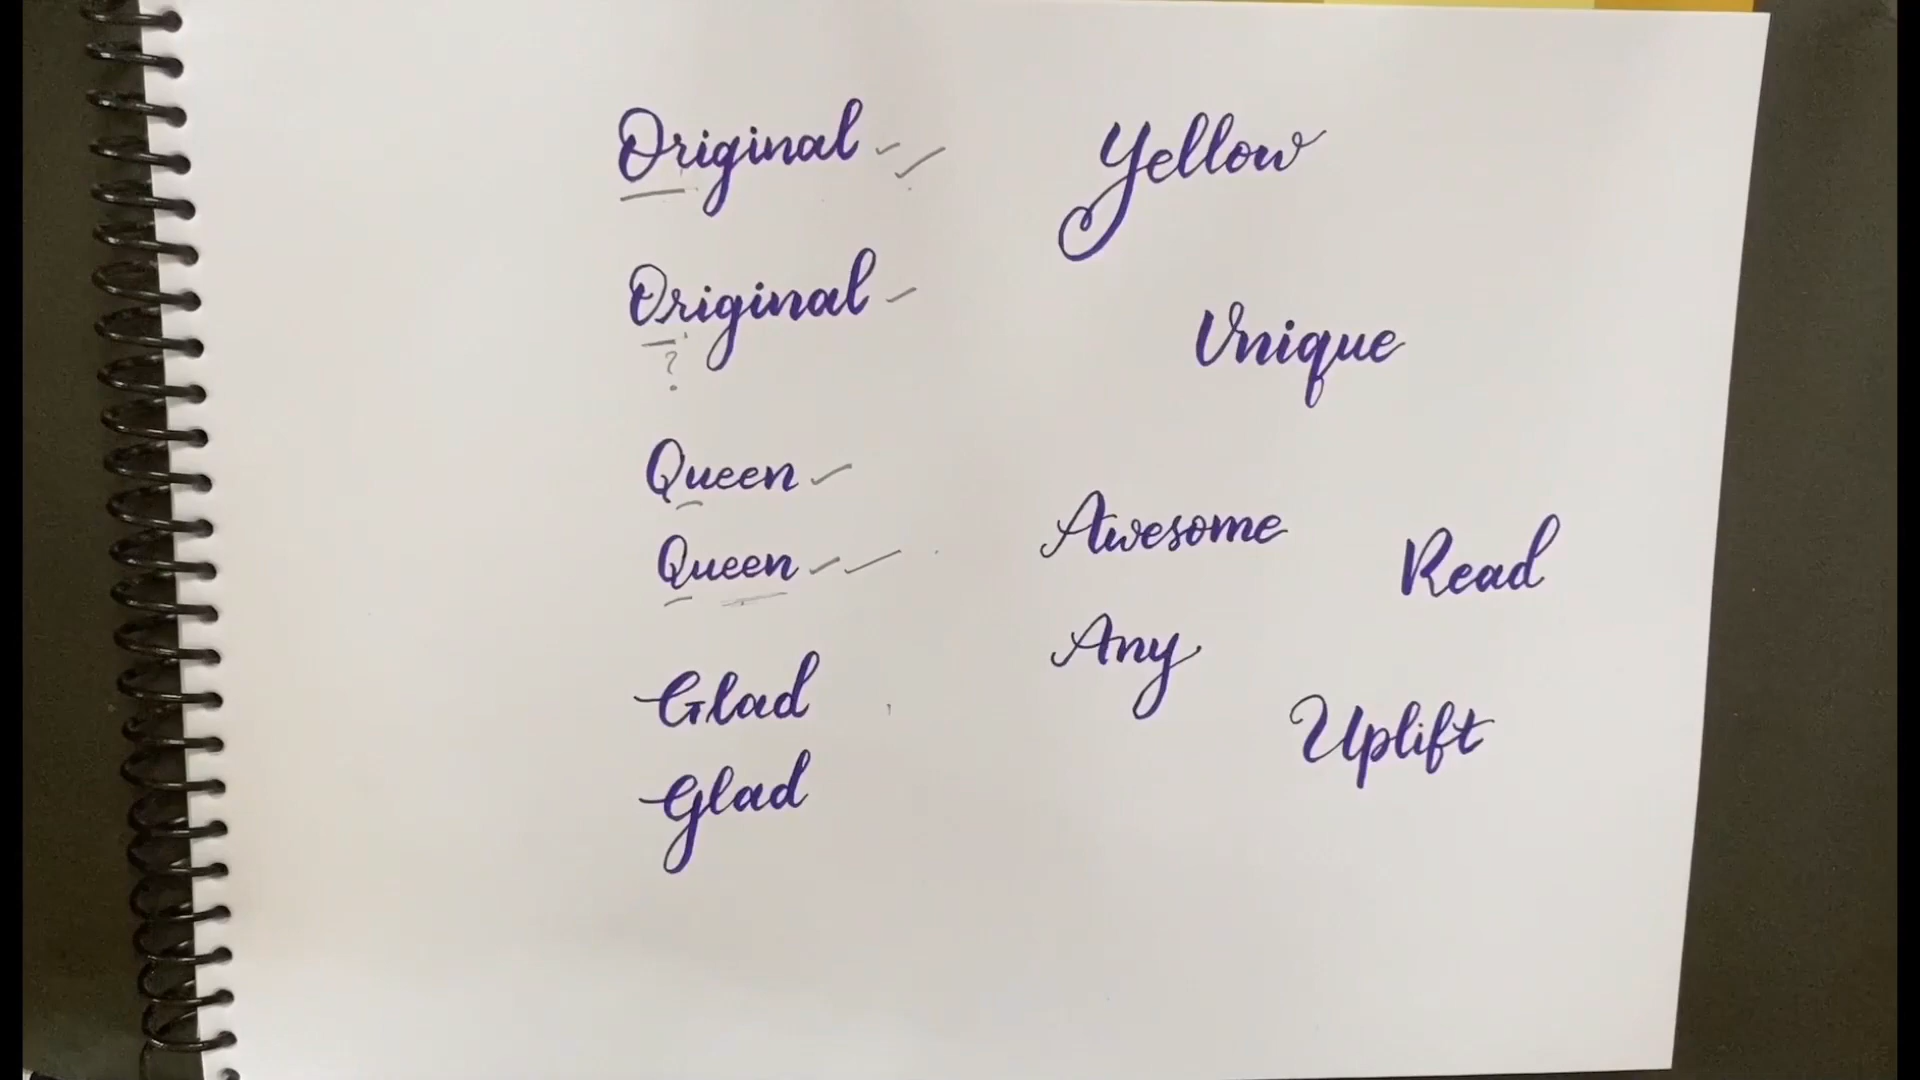 Original
Original
?
Queen
Queen
Glad
Glad
Yellow
Unique
Awesome
Read
Any
Uplift